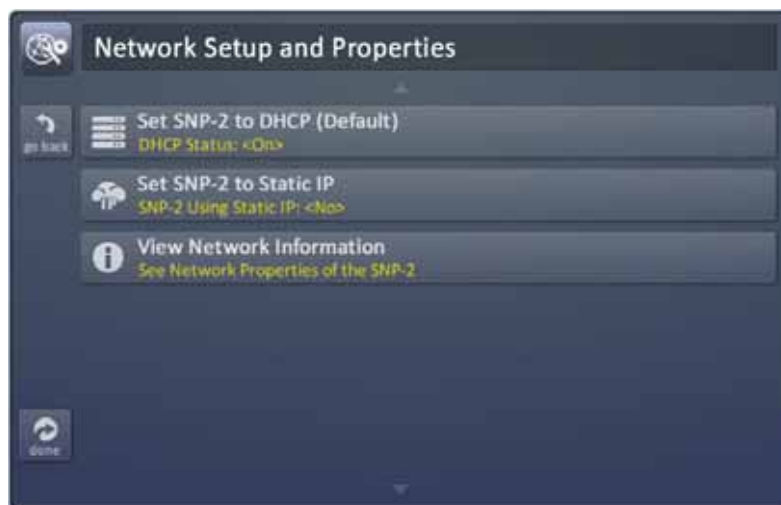 Network Setup and Properties
go back
Set SNP-2 to DHCP (Default)
DHCP Status: <On>
Set SNP-2 to Static IP
SNP-2 Using Static IP: <No>
View Network Information
See Network Properties of the SNP-2
done